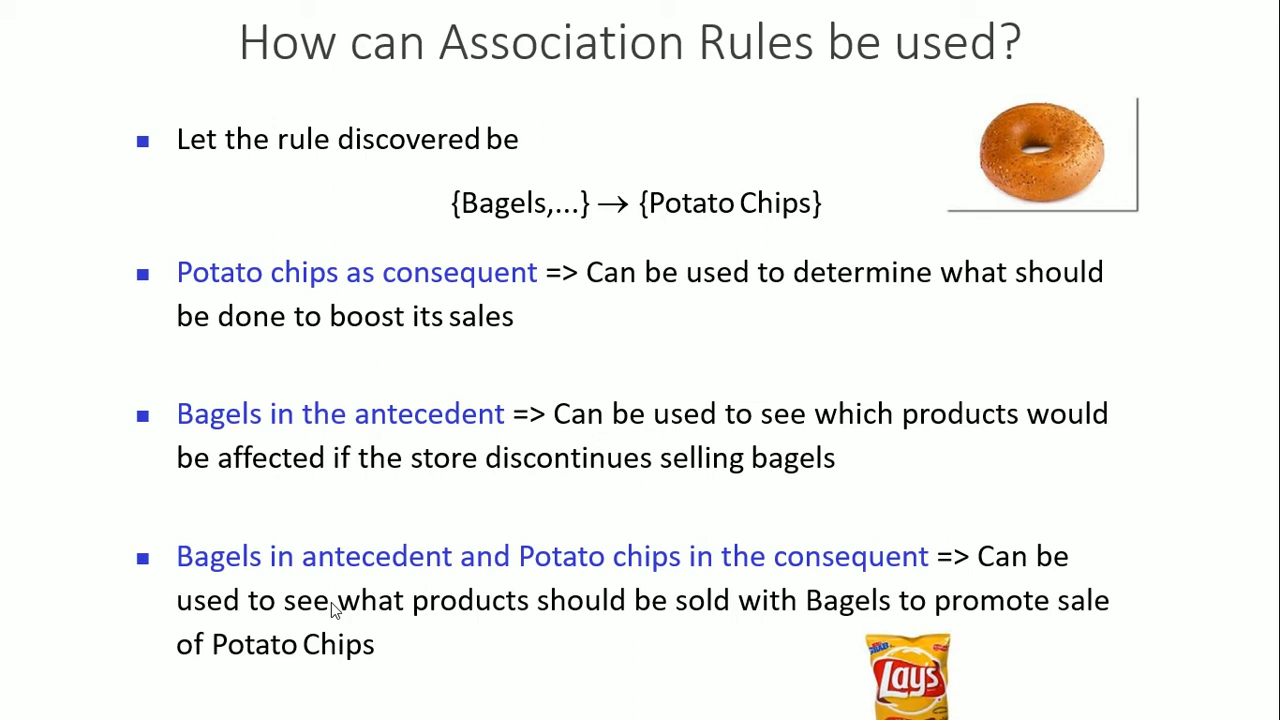 How can Association Rules be used?
Let the rule discovered be
{Bagels,...} → {Potato Chips}
Potato chips as consequent => Can be used to determine what should
be done to boost its sales
Bagels in the antecedent => Can be used to see which products would
be affected if the store discontinues selling bagels
Bagels in antecedent and Potato chips in the consequent => Can be
used to see what products should be sold with Bagels to promote sale
of Potato Chips
Lay's